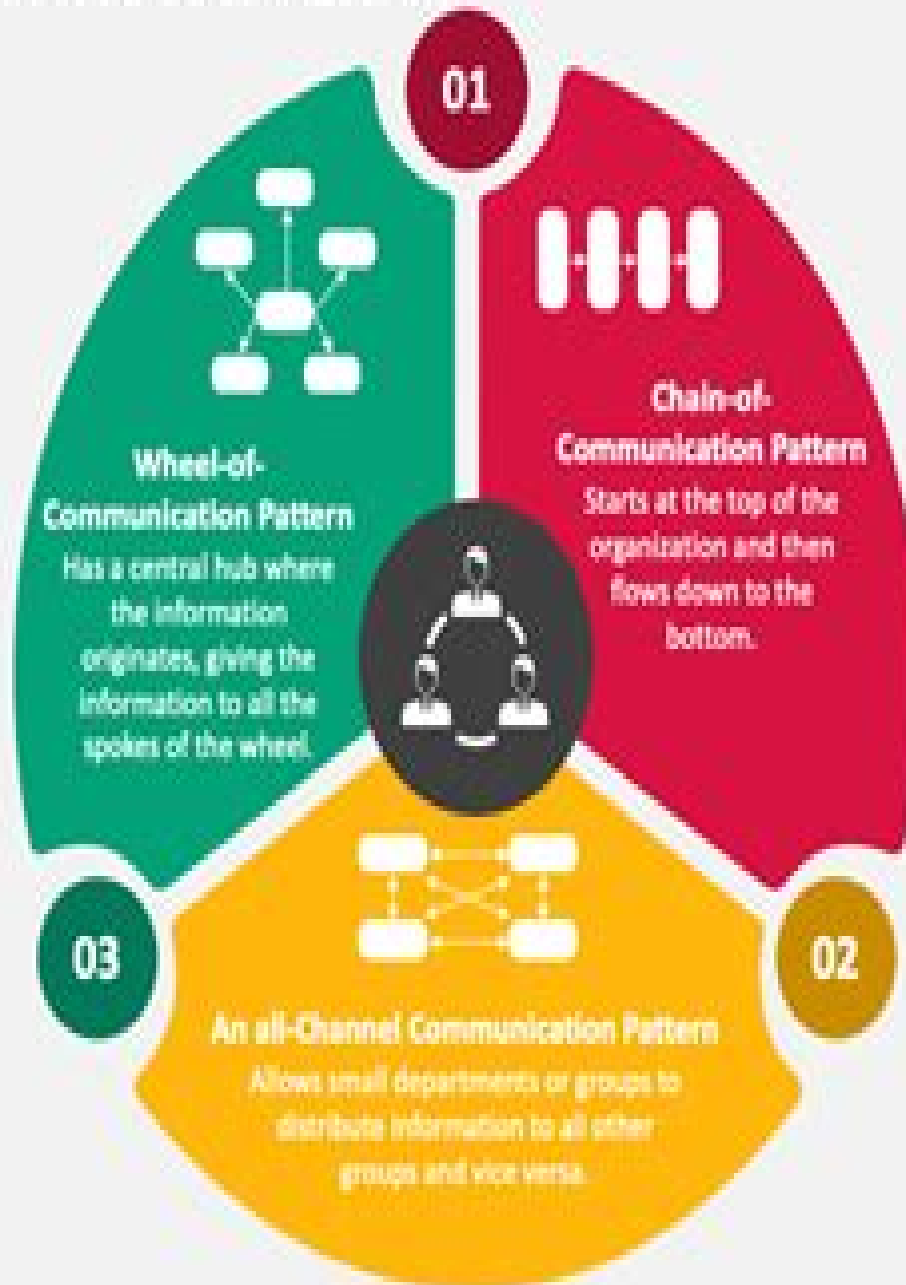 01
Chain-of-
Communication Pattern
Starts at the top of the
organization and then
flows down to the
bottom.
02
An all-Channel Communication Pattern
Allows small departments or groups to
distribute information to all other
groups and vice versa.
03
Wheel-of-
Communication Pattern
Has a central hub where
the information
originates, giving the
information to all the
spokes of the wheel.